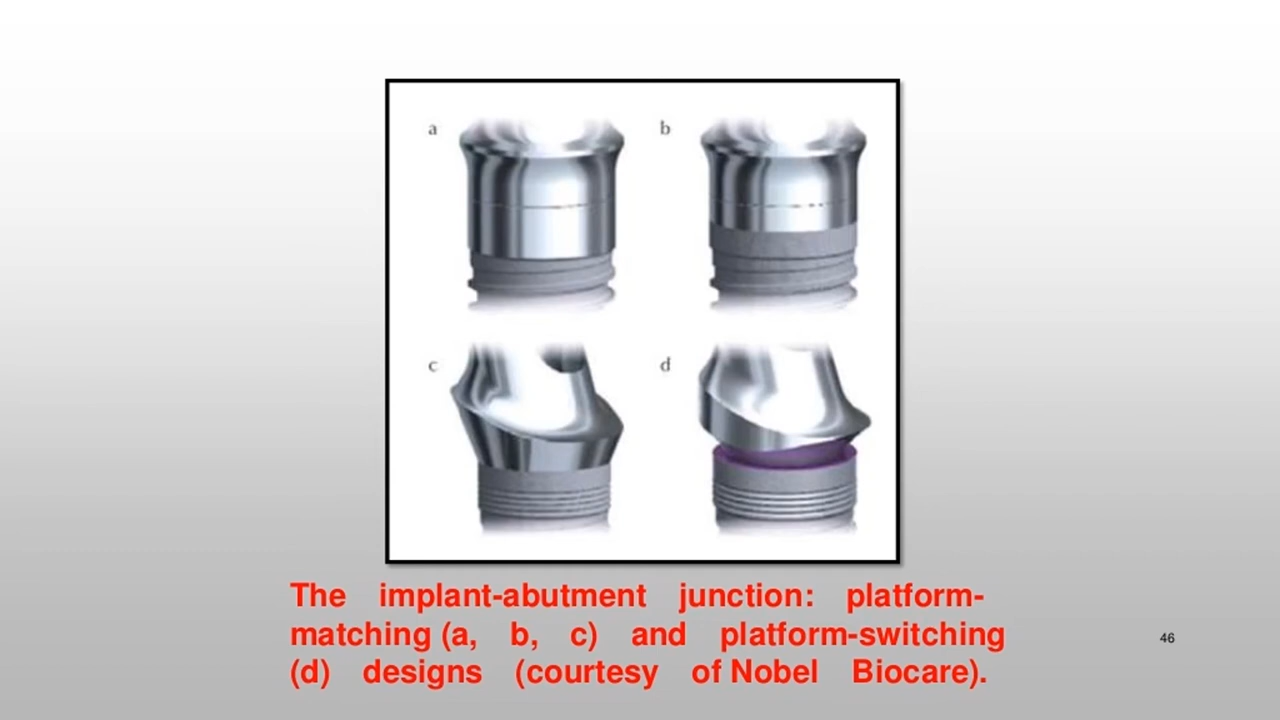 a
b
c
d
The implant-abutment junction: platform-
matching (a, b, c) and platform-switching
(d) designs (courtesy of Nobel Biocare).
46